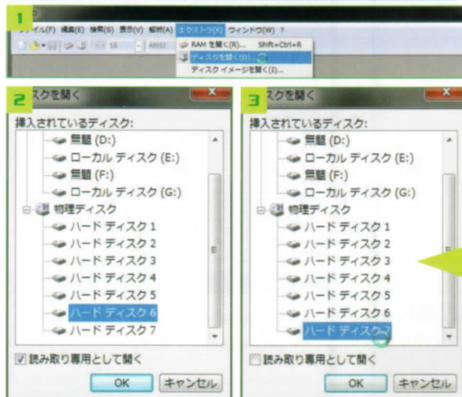 1
ファイル(F) 編集(E) 検索(S) 表示(V) 解析(A) エクストラ(X) ウィンドウ(W) ?
16 ANSI
RAM を開く(R)... Shift+Ctrl+R
ディスクを開く(D)...
ディスク イメージを開く(I)...
2
スクを開く
挿入されているディスク:
無題 (D:)
ローカル ディスク (E:)
無題 (F:)
ローカル ディスク (G:)
物理ディスク
ハード ディスク 1
ハード ディスク 2
ハード ディスク 3
ハード ディスク 4
ハード ディスク 5
ハード ディスク 6
ハード ディスク 7
読み取り専用として開く
OK キャンセル
3
スクを開く
挿入されているディスク:
無題 (D:)
ローカル ディスク (E:)
無題 (F:)
ローカル ディスク (G:)
物理ディスク
ハード ディスク 1
ハード ディスク 2
ハード ディスク 3
ハード ディスク 4
ハード ディスク 5
ハード ディスク 6
ハード ディスク 7
読み取り専用として開く
OK キャンセル